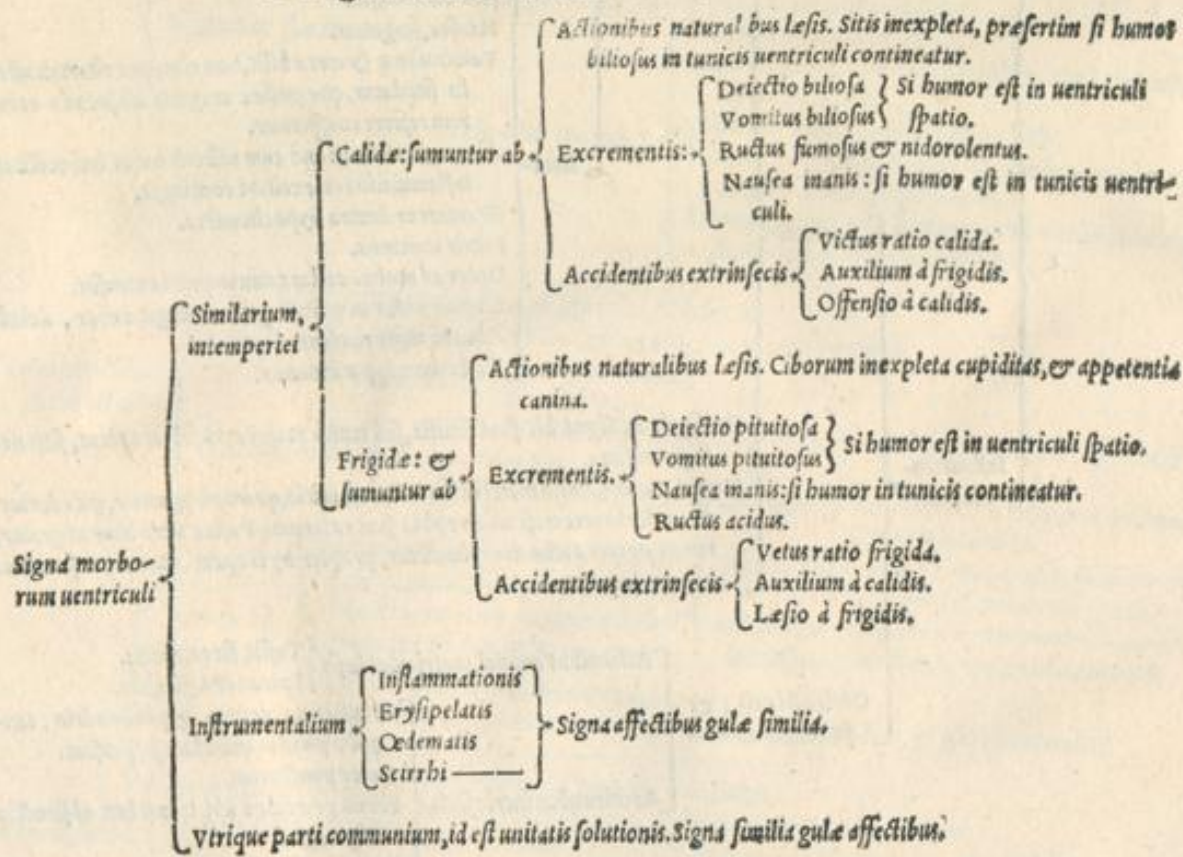 Actionibus natural bus læsis. Sitis inexpleta, præsertim si humor
biliosus in tunicis uentriculi contineatur.
Deiectio biliosa
Vomitus biliosus
Si humor est in uentriculi
spatio.
Calidæ: sumuntur ab
Excrementis:
Ructus fumosus & nidorolentus.
Nausea inanis: si humor est in tunicis uentri-
culi.
Accidentibus extrinsecis
Victus ratio calida.
Auxilium à frigidis.
Offensio à calidis.
Similarium,
intemperiei
Actionibus naturalibus læsis. Ciborum inexpleta cupiditas, & appetentia
canina.
Frigidæ: &
sumuntur ab
Excrementis.
Deiectio pituitosa
Vomitus pituitosus
Si humor est in uentriculi spatio.
Nausea inanis: si humor in tunicis contineatur.
Ructus acidus.
Accidentibus extrinsecis
Vetus ratio frigida.
Auxilium à calidis.
Læsio à frigidis.
Signa morbo-
rum uentriculi
Instrumentalium
Inflammationis
Erysipelatis
Œdematis
Scirrhi
Signa affectibus gulæ similia.
Vtrique parti communium, id est unitatis solutionis. Signa similia gulæ affectibus.